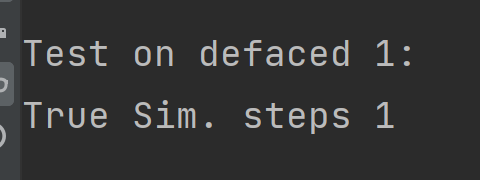 Test on defaced 1:
True Sim. steps 1